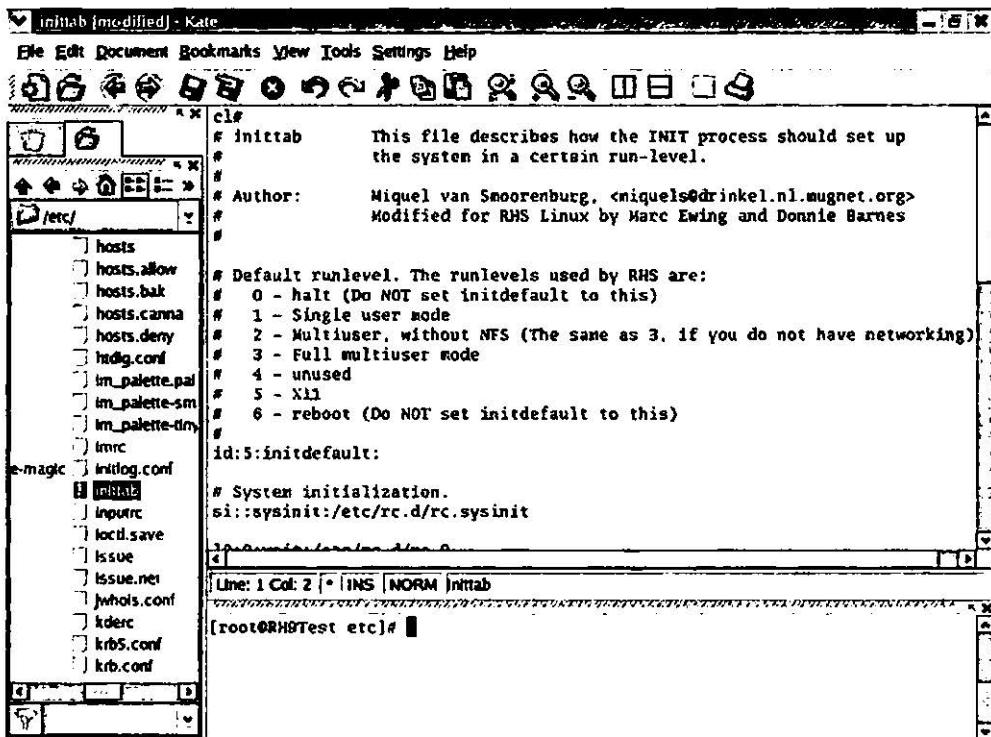 inittab [modified] - Kate
File Edit Document Bookmarks View Tools Settings Help
/etc/
hosts
hosts.allow
hosts.bak
hosts.canna
hosts.deny
htdig.conf
im_palette.pal
im_palette-sm
im_palette-tiny
imrc
e-magic
initlog.conf
inittab
inputrc
ioctl.save
issue
issue.net
jwhois.conf
kderc
krb5.conf
krb.conf
cl#
# inittab This file describes how the INIT process should set up
# the system in a certain run-level.
#
# Author: Miquel van Smoorenburg, <miquels@drinkel.nl.mugnet.org>
# Modified for RHS Linux by Marc Ewing and Donnie Barnes
#
# Default runlevel. The runlevels used by RHS are:
# 0 - halt (Do NOT set initdefault to this)
# 1 - Single user mode
# 2 - Multiuser, without NFS (The same as 3, if you do not have networking)
# 3 - Full multiuser mode
# 4 - unused
# 5 - X11
# 6 - reboot (Do NOT set initdefault to this)
#
id:5:initdefault:
# System initialization.
si::sysinit:/etc/rc.d/rc.sysinit
Line: 1 Col: 2 * INS NORM inittab
[root@RH9Test etc]#